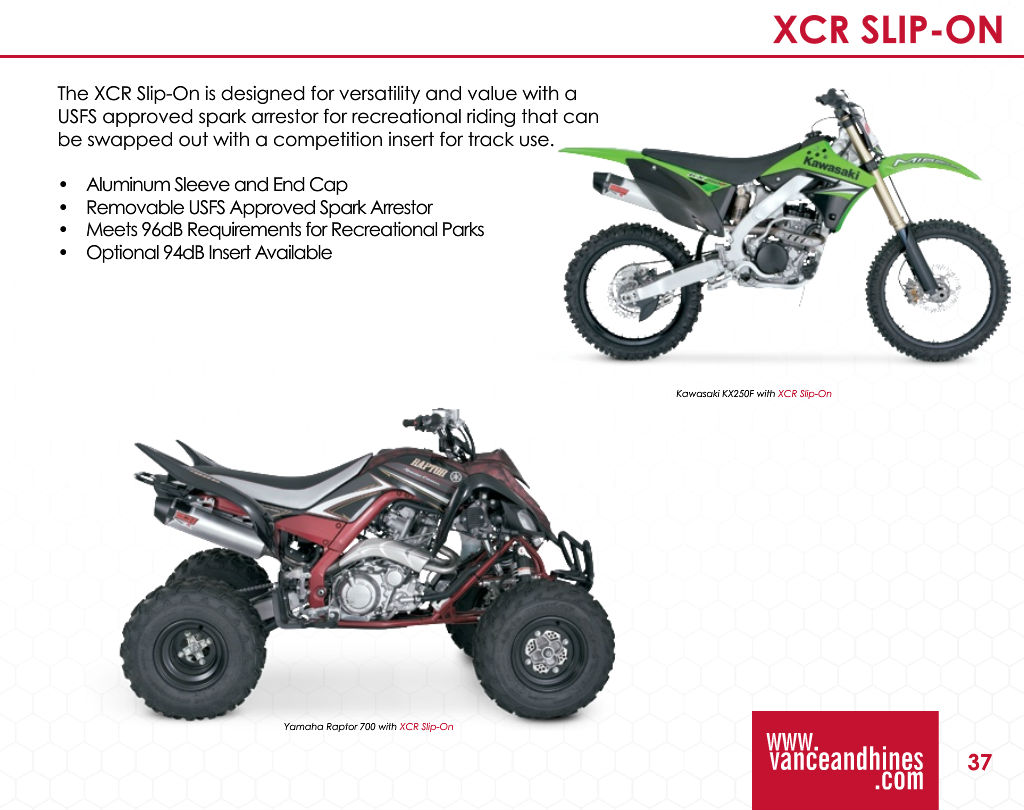 XCR SLIP-ON
The XCR Slip-On is designed for versatility and value with a
USFS approved spark arrestor for recreational riding that can
be swapped out with a competition insert for track use.
• Aluminum Sleeve and End Cap
• Removable USFS Approved Spark Arrestor
• Meets 96dB Requirements for Recreational Parks
• Optional 94dB Insert Available
Kawasaki
Kawasaki KX250F with XCR Slip-On
RAPTOR
Yamaha Raptor 700 with XCR Slip-On
www.
vanceandhines
.com
37